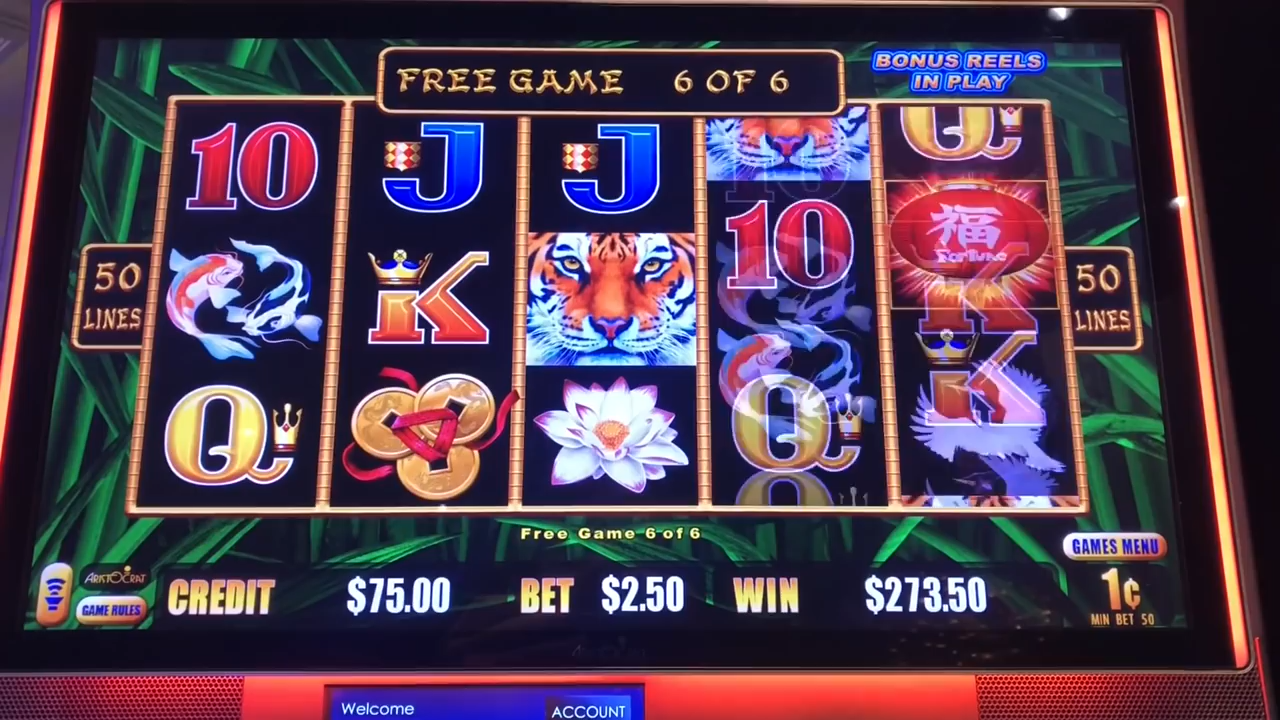 FREE GAME 6 OF 6
BONUS REELS
IN PLAY
10
J
J
Q
10
福
Fortune
50
LINES
50
LINES
K
K
K
Q
Q
Q
Free Game 6 of 6
GAMES MENU
ARISTOCRAT
GAME RULES
CREDIT $75.00 BET $2.50 WIN $273.50
1¢
MIN BET 50
Welcome
ACCOUNT